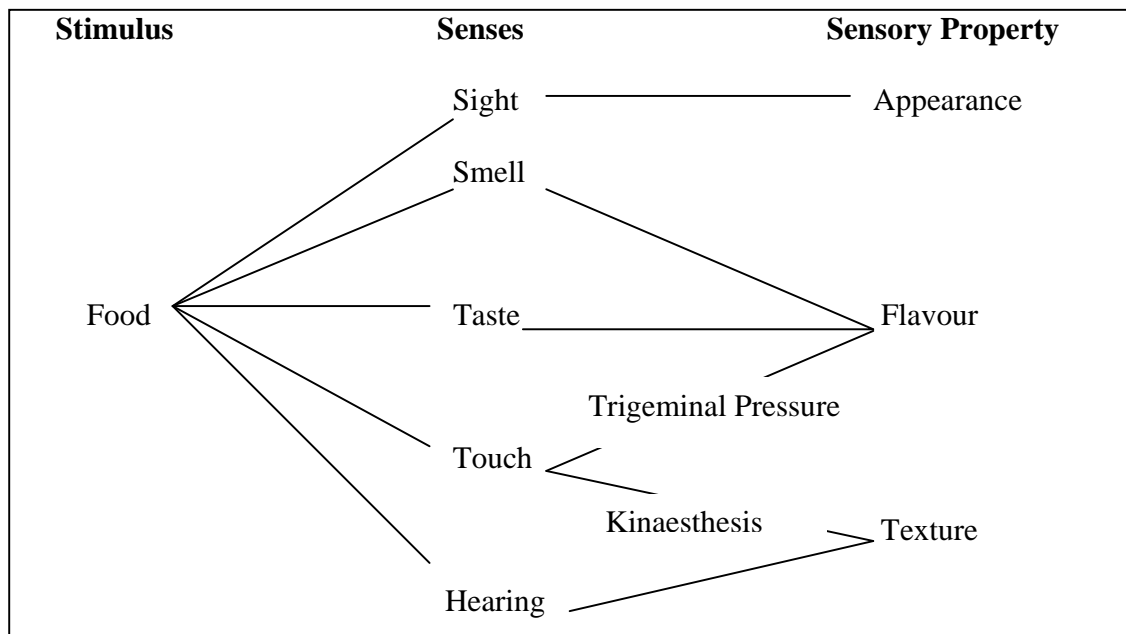 Stimulus Senses Sensory Property
Sight Appearance
Smell
Food Taste Flavour
Trigeminal Pressure
Touch
Kinaesthesis Texture
Hearing